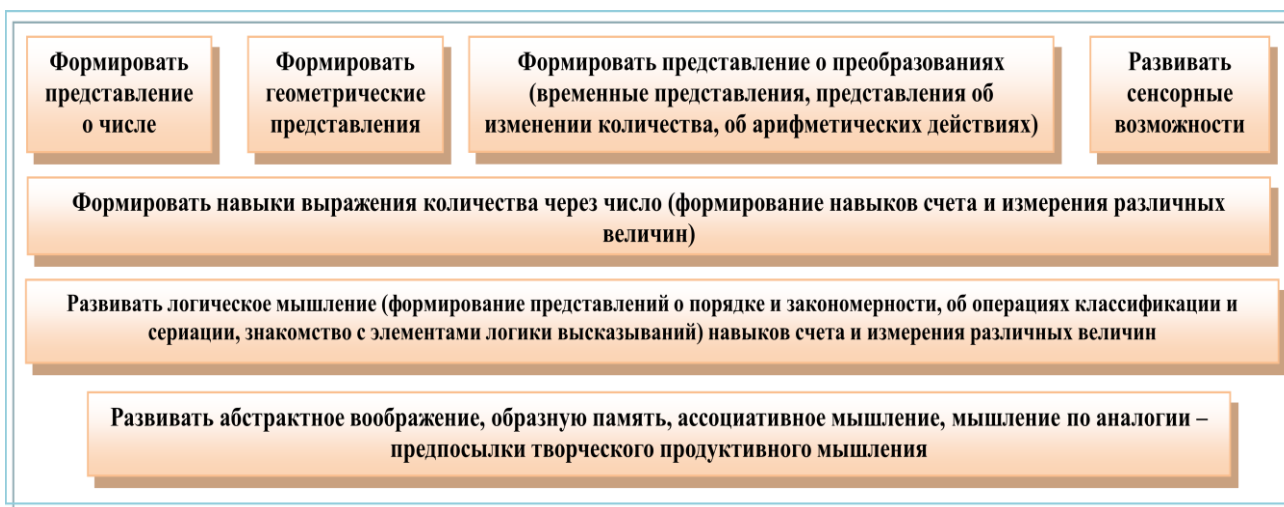 Формировать
представление
о числе
Формировать
геометрические
представления
Формировать представление о преобразованиях
(временные представления, представления об
изменении количества, об арифметических действиях)
Развивать
сенсорные
возможности
Формировать навыки выражения количества через число (формирование навыков счета и измерения различных
величин)
Развивать логическое мышление (формирование представлений о порядке и закономерности, об операциях классификации и
сериации, знакомство с элементами логики высказываний) навыков счета и измерения различных величин
Развивать абстрактное воображение, образную память, ассоциативное мышление, мышление по аналогии –
предпосылки творческого продуктивного мышления